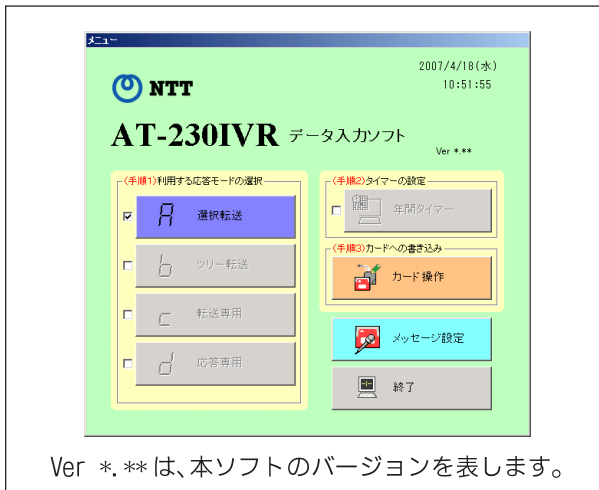 メニュー
2007/4/18(水)
10:51:55
NTT
AT-230IVR データ入力ソフト
Ver *.**
(手順1)利用する応答モードの選択
A 選択転送
b ツリー転送
c 転送専用
d 応答専用
(手順2)タイマーの設定
年間タイマー
(手順3)カードへの書き込み
カード操作
メッセージ設定
終了
Ver *.** は、本ソフトのバージョンを表します。